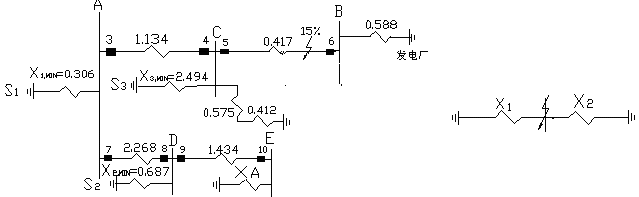 A
B
C
3
1.134
4
5
0.417
15%
6
0.588
发电厂
X1,MIN=0.306
S1
S3
X3,MIN=2.494
0.575
0.412
X1
X2
7
2.268
8
D
9
1.434
10
E
=0.687
S2
XA